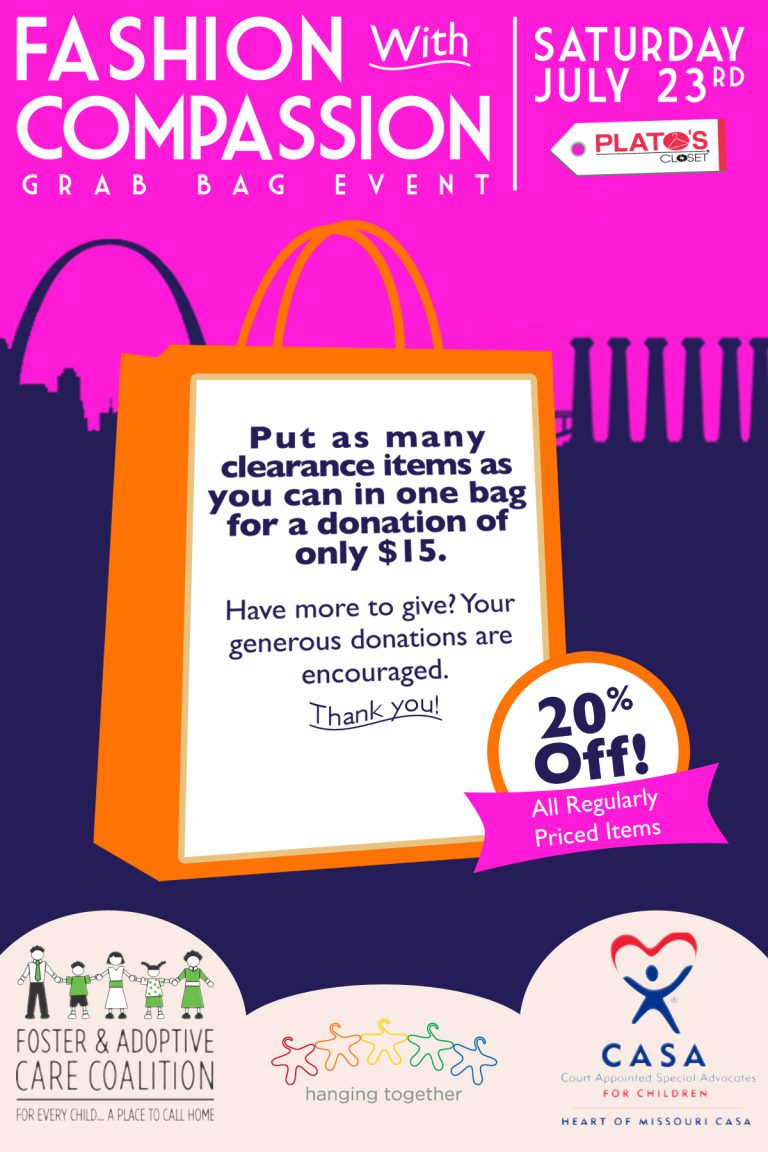 FASHION With
COMPASSION
GRAB BAG EVENT
SATURDAY
JULY 23RD
PLATO'S
CLOSET
Put as many
clearance items as
you can in one bag
for a donation of
only $15.
Have more to give? Your
generous donations are
encouraged.
Thank you!
20%
Off!
All Regularly
Priced Items
FOSTER & ADOPTIVE
CARE COALITION
FOR EVERY CHILD... A PLACE TO CALL HOME
hanging together
®
CASA
Court Appointed Special Advocates
FOR CHILDREN
HEART OF MISSOURI CASA